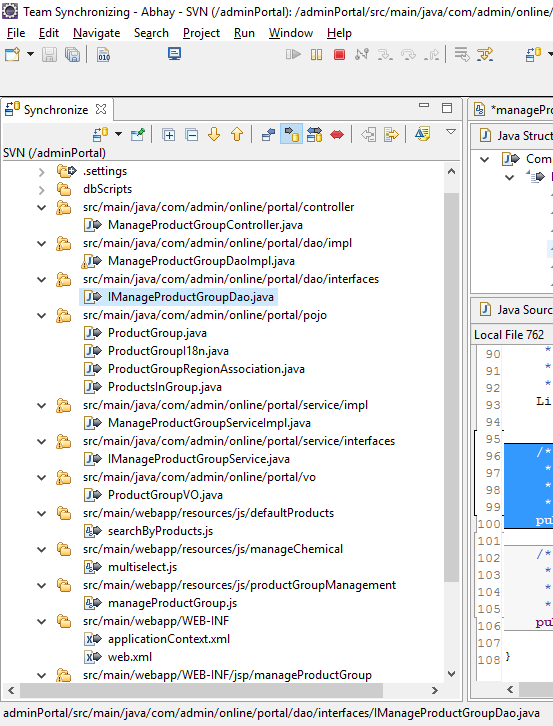 Team Synchronizing - Abhay - SVN (/adminPortal): /adminPortal/src/main/java/com/admin/online/
File Edit Navigate Search Project Run Window Help
010
Synchronize
*managePro
SVN (/adminPortal)
Java Struct
.settings
Com
dbScripts
src/main/java/com/admin/online/portal/controller
ManageProductGroupController.java
src/main/java/com/admin/online/portal/dao/impl
ManageProductGroupDaoImpl.java
src/main/java/com/admin/online/portal/dao/interfaces
IManageProductGroupDao.java
src/main/java/com/admin/online/portal/pojo
ProductGroup.java
ProductGroupI18n.java
ProductGroupRegionAssociation.java
ProductsInGroup.java
src/main/java/com/admin/online/portal/service/impl
ManageProductGroupServiceImpl.java
src/main/java/com/admin/online/portal/service/interfaces
IManageProductGroupService.java
src/main/java/com/admin/online/portal/vo
ProductGroupVO.java
src/main/webapp/resources/js/defaultProducts
searchByProducts.js
src/main/webapp/resources/js/manageChemical
multiselect.js
src/main/webapp/resources/js/productGroupManagement
manageProductGroup.js
src/main/webapp/WEB-INF
applicationContext.xml
web.xml
src/main/webapp/WEB-INF/jsp/manageProductGroup
Java Sourc
Local File 762
90 *
91 *
92 *
93 Li
94
95
96 /*
97 *
98 *
99 *
100 pu
101
102 /*
103 *
104 *
105 *
106 pu
107
108 }
adminPortal/src/main/java/com/admin/online/portal/dao/interfaces/IManageProductGroupDao.java